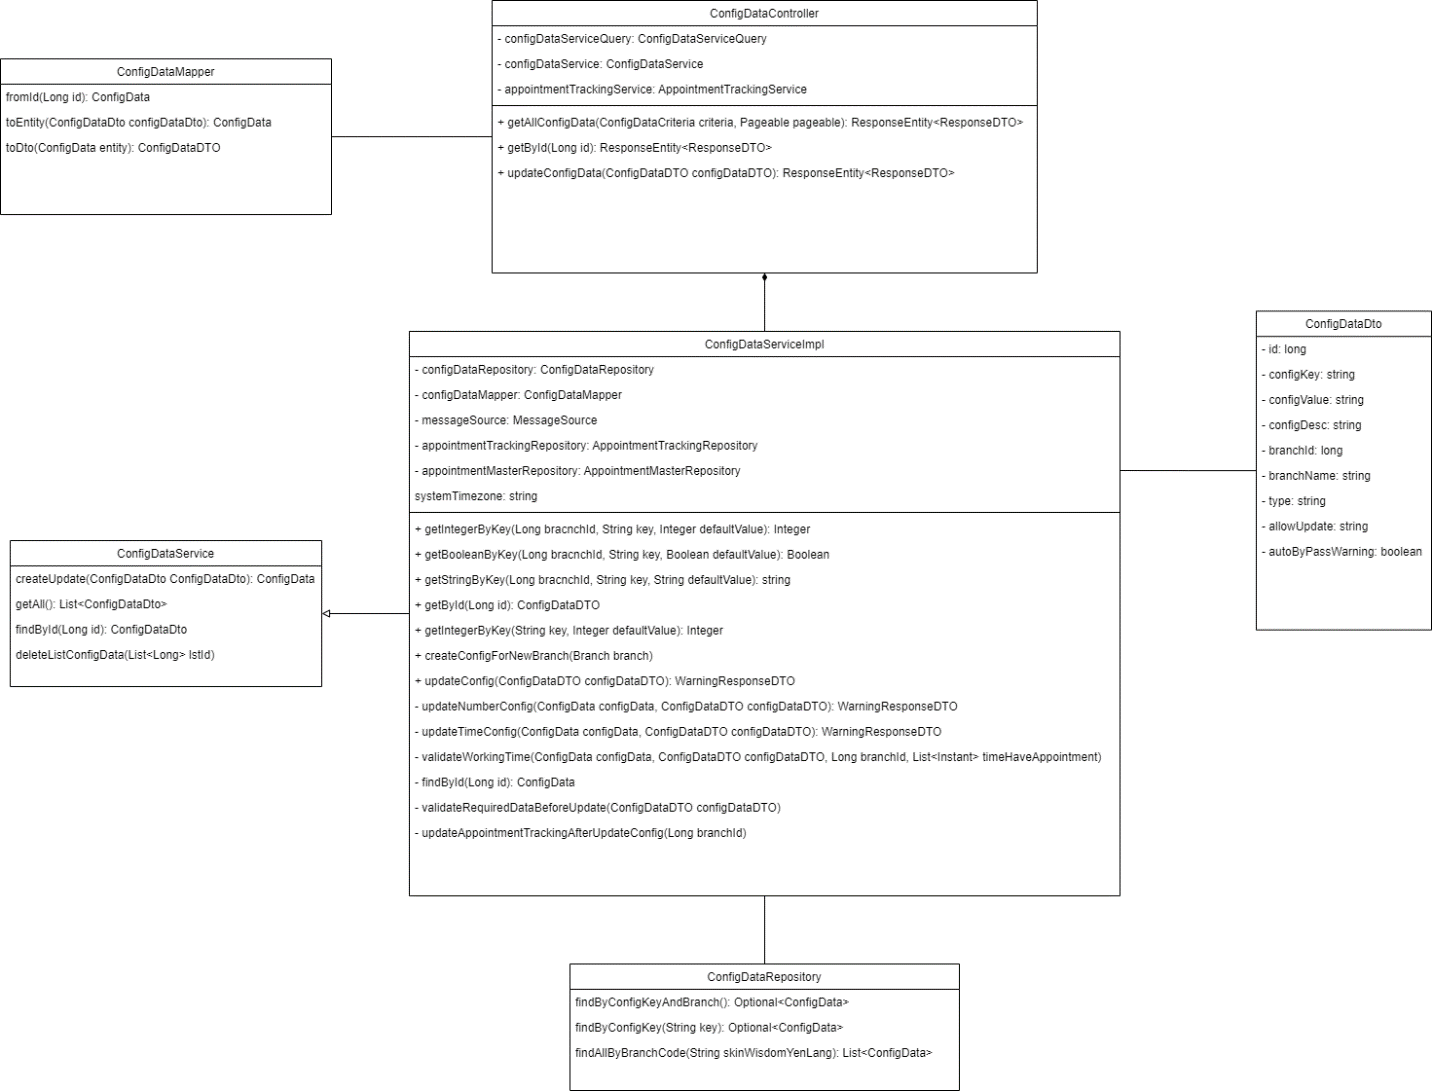 ConfigDataController
- configDataServiceQuery: ConfigDataServiceQuery
- configDataService: ConfigDataService
- appointmentTrackingService: AppointmentTrackingService
+ getAllConfigData(ConfigDataCriteria criteria, Pageable pageable): ResponseEntity<ResponseDTO>
+ getById(Long id): ResponseEntity<ResponseDTO>
+ updateConfigData(ConfigDataDTO configDataDTO): ResponseEntity<ResponseDTO>
ConfigDataMapper
fromId(Long id): ConfigData
toEntity(ConfigDataDto configDataDto): ConfigData
toDto(ConfigData entity): ConfigDataDTO
ConfigDataServiceImpl
- configDataRepository: ConfigDataRepository
- configDataMapper: ConfigDataMapper
- messageSource: MessageSource
- appointmentTrackingRepository: AppointmentTrackingRepository
- appointmentMasterRepository: AppointmentMasterRepository
systemTimezone: string
+ getIntegerByKey(Long bracnchId, String key, Integer defaultValue): Integer
+ getBooleanByKey(Long bracnchId, String key, Boolean defaultValue): Boolean
+ getStringByKey(Long bracnchId, String key, String defaultValue): string
+ getById(Long id): ConfigDataDTO
+ getIntegerByKey(String key, Integer defaultValue): Integer
+ createConfigForNewBranch(Branch branch)
+ updateConfig(ConfigDataDTO configDataDTO): WarningResponseDTO
- updateNumberConfig(ConfigData configData, ConfigDataDTO configDataDTO): WarningResponseDTO
- updateTimeConfig(ConfigData configData, ConfigDataDTO configDataDTO): WarningResponseDTO
- validateWorkingTime(ConfigData configData, ConfigDataDTO configDataDTO, Long branchId, List<Instant> timeHaveAppointment)
- findById(Long id): ConfigData
- validateRequiredDataBeforeUpdate(ConfigDataDTO configDataDTO)
- updateAppointmentTrackingAfterUpdateConfig(Long branchId)
ConfigDataDto
- id: long
- configKey: string
- configValue: string
- configDesc: string
- branchId: long
- branchName: string
- type: string
- allowUpdate: string
- autoByPassWarning: boolean
ConfigDataService
createUpdate(ConfigDataDto ConfigDataDto): ConfigData
getAll(): List<ConfigDataDto>
findById(Long id): ConfigDataDto
deleteListConfigData(List<Long> lstId)
ConfigDataRepository
findByConfigKeyAndBranch(): Optional<ConfigData>
findByConfigKey(String key): Optional<ConfigData>
findAllByBranchCode(String skinWisdomYenLang): List<ConfigData>